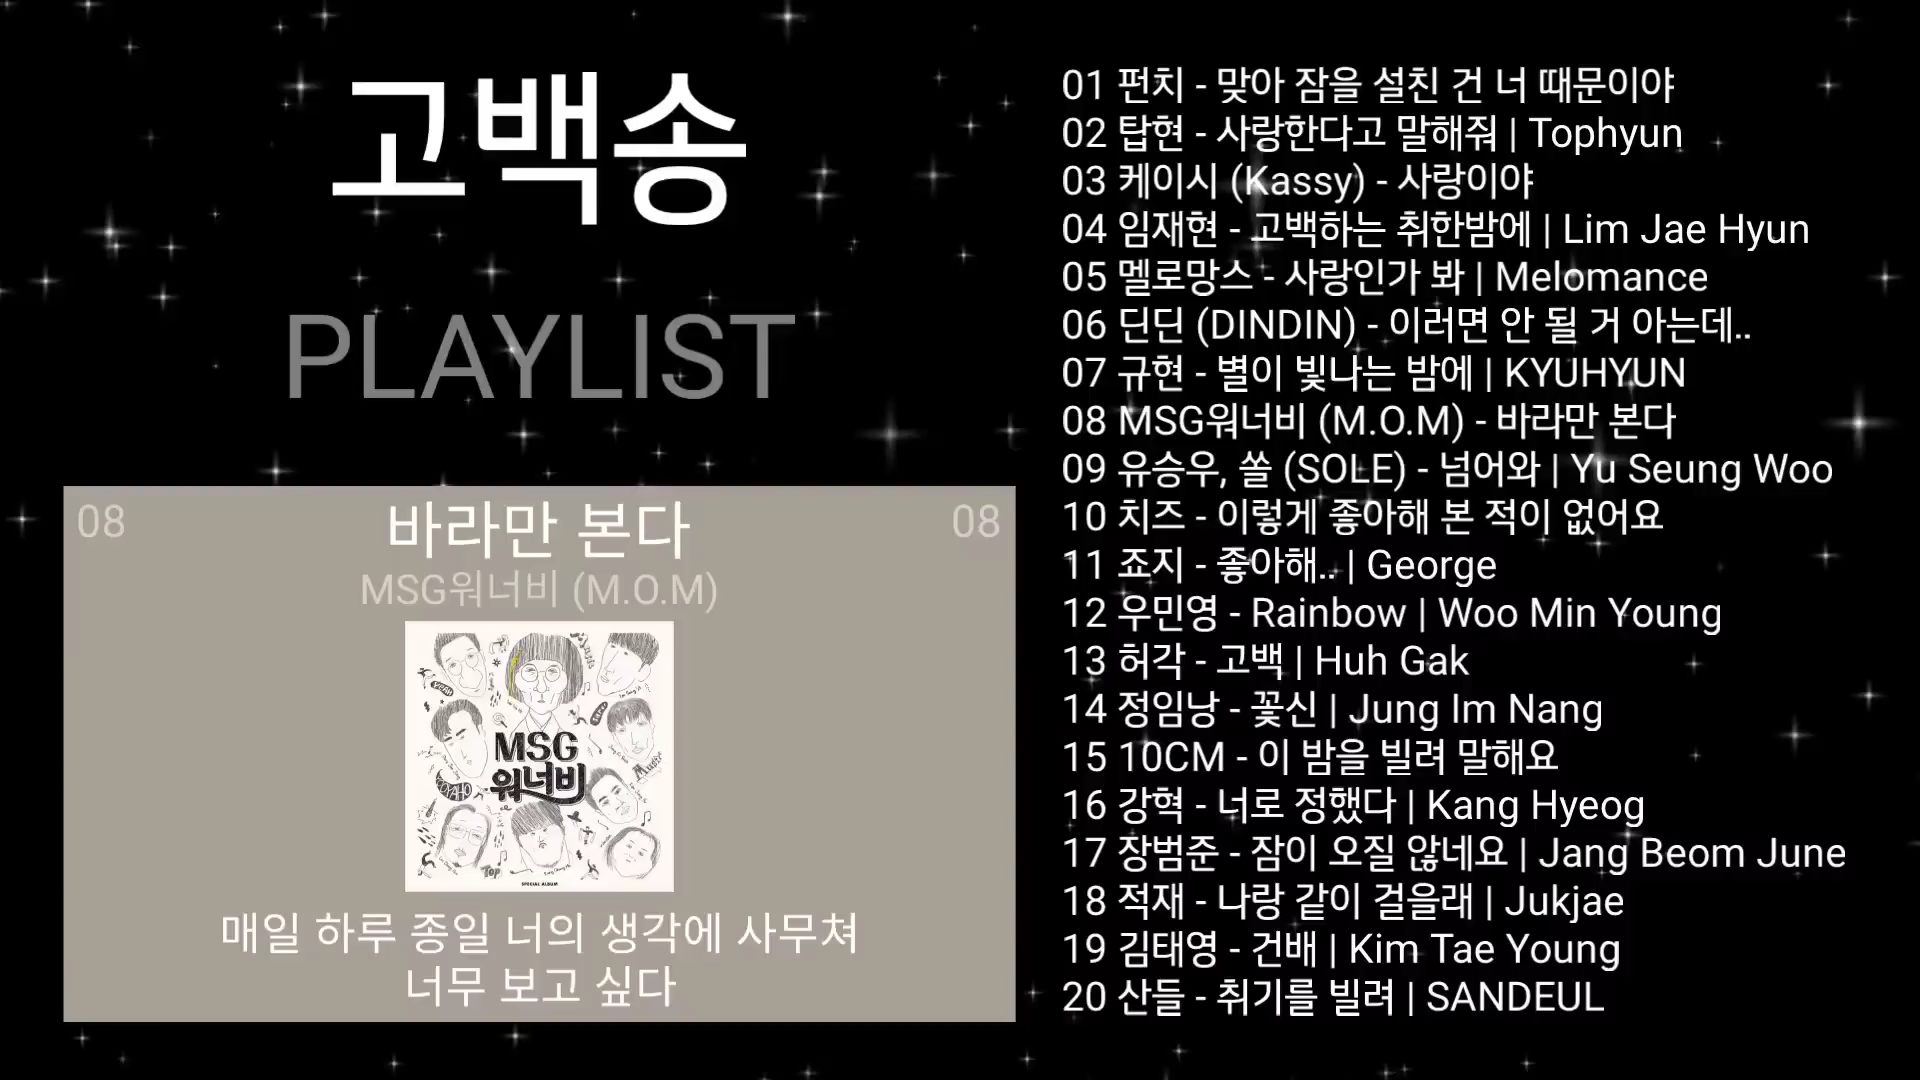 고백송
PLAYLIST
08 바라만 본다 08
MSG워너비 (M.O.M)
YEAH
MSG
워너비
Music
Top
SPECIAL ALBUM
매일 하루 종일 너의 생각에 사무쳐
너무 보고 싶다
01 펀치 - 맞아 잠을 설친 건 너 때문이야
02 탑현 - 사랑한다고 말해줘 | Tophyun
03 케이시 (Kassy) - 사랑이야
04 임재현 - 고백하는 취한밤에 | Lim Jae Hyun
05 멜로망스 - 사랑인가 봐 | Melomance
06 딘딘 (DINDIN) - 이러면 안 될 거 아는데..
07 규현 - 별이 빛나는 밤에 | KYUHYUN
08 MSG워너비 (M.O.M) - 바라만 본다
09 유승우, 쏠 (SOLE) - 넘어와 | Yu Seung Woo
10 치즈 - 이렇게 좋아해 본 적이 없어요
11 죠지 - 좋아해.. | George
12 우민영 - Rainbow | Woo Min Young
13 허각 - 고백 | Huh Gak
14 정임낭 - 꽃신 | Jung Im Nang
15 10CM - 이 밤을 빌려 말해요
16 강혁 - 너로 정했다 | Kang Hyeog
17 장범준 - 잠이 오질 않네요 | Jang Beom June
18 적재 - 나랑 같이 걸을래 | Jukjae
19 김태영 - 건배 | Kim Tae Young
20 산들 - 취기를 빌려 | SANDEUL